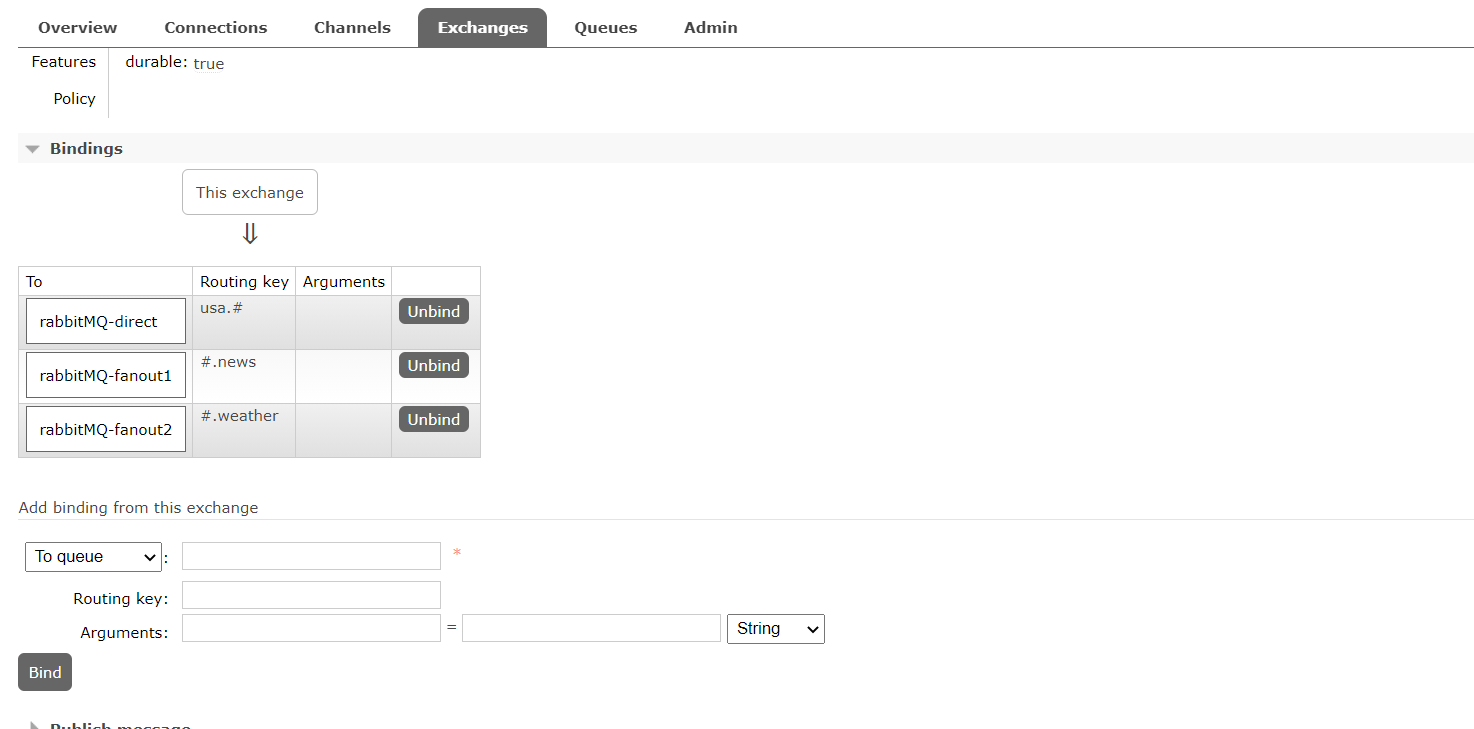 Overview Connections Channels Exchanges Queues Admin
Features durable: true
Policy
Bindings
This exchange
⇓
To Routing key Arguments
rabbitMQ-direct usa.# Unbind
rabbitMQ-fanout1 #.news Unbind
rabbitMQ-fanout2 #.weather Unbind
Add binding from this exchange
To queue : *
Routing key:
Arguments: = String
Bind
Publish message